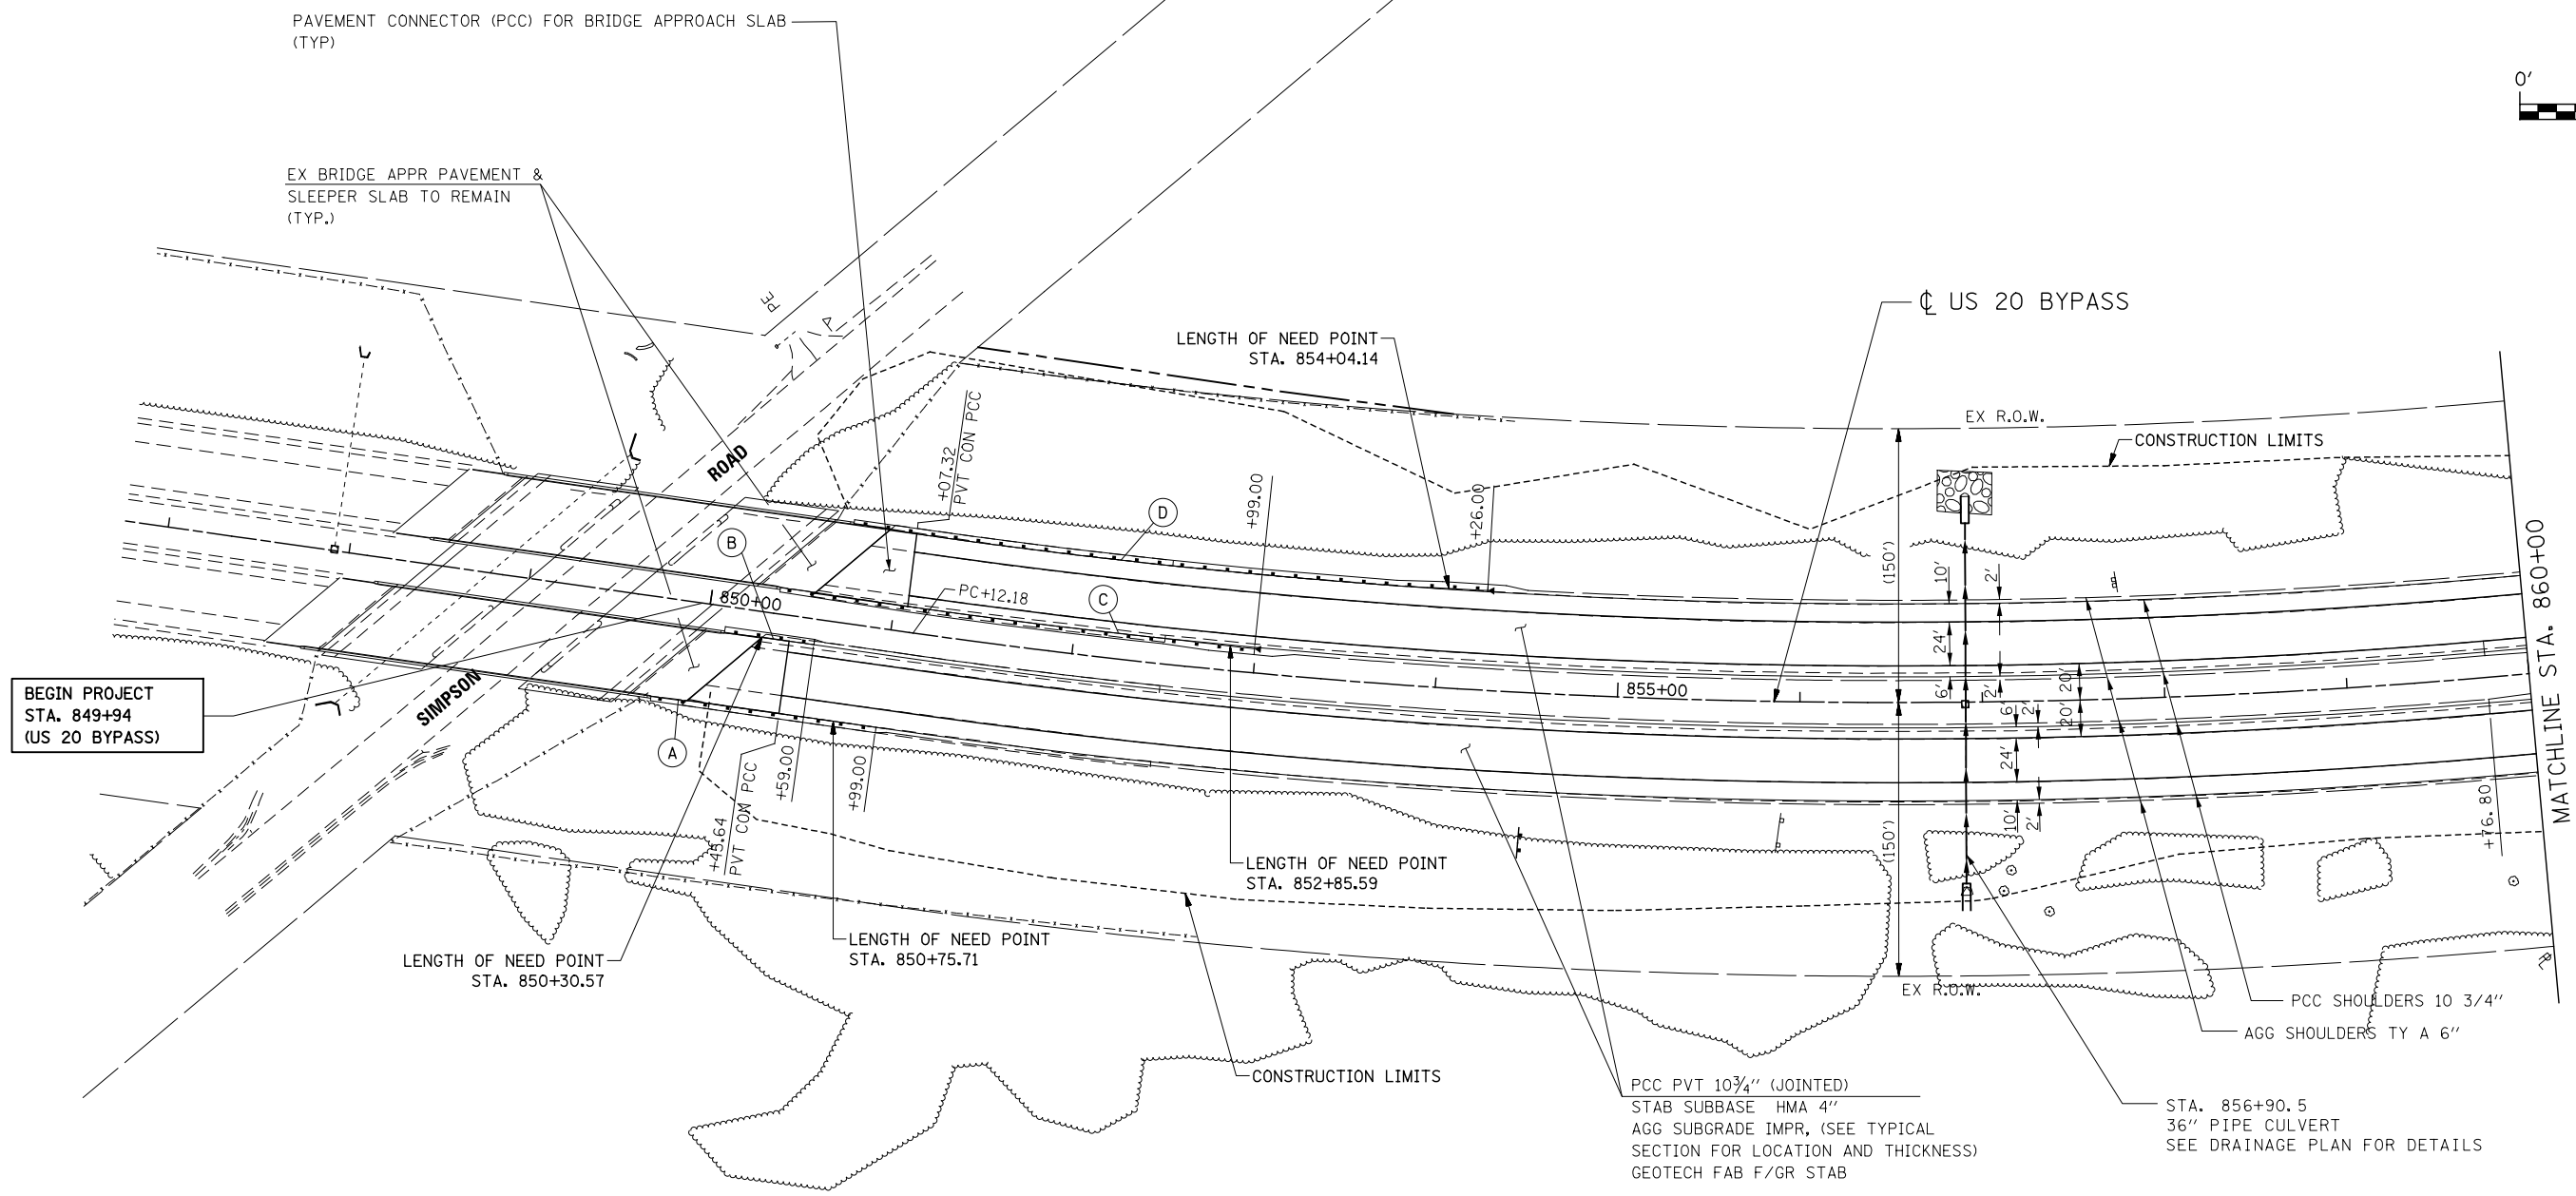 PAVEMENT CONNECTOR (PCC) FOR BRIDGE APPROACH SLAB
(TYP)
0'
EX BRIDGE APPR PAVEMENT &
SLEEPER SLAB TO REMAIN
(TYP.)
PE
P
℄ US 20 BYPASS
LENGTH OF NEED POINT
STA. 854+04.14
EX R.O.W.
CONSTRUCTION LIMITS
ROAD
+07.32
PVT CON PCC
+99.00
+26.00
D
B
(150')
10'
2'
MATCHLINE STA. 860+00
850+00
PC+12.18
C
24'
BEGIN PROJECT
STA. 849+94
(US 20 BYPASS)
SIMPSON
855+00
6'
2'
20'
6'
2'
20'
A
24'
+45.64
PVT CON PCC
+59.00
+99.00
10'
2'
(150')
+76.80
LENGTH OF NEED POINT
STA. 852+85.59
LENGTH OF NEED POINT
STA. 850+75.71
LENGTH OF NEED POINT
STA. 850+30.57
EX R.O.W.
PCC SHOULDERS 10 3/4"
AGG SHOULDERS TY A 6"
CONSTRUCTION LIMITS
PCC PVT 10¾" (JOINTED)
STAB SUBBASE HMA 4"
AGG SUBGRADE IMPR, (SEE TYPICAL
SECTION FOR LOCATION AND THICKNESS)
GEOTECH FAB F/GR STAB
STA. 856+90.5
36" PIPE CULVERT
SEE DRAINAGE PLAN FOR DETAILS